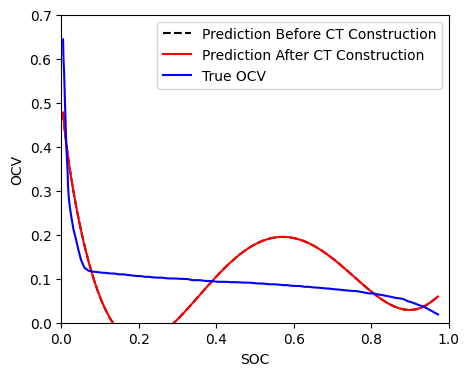 Prediction Before CT Construction
Prediction After CT Construction
True OCV
0.7
0.6
0.5
0.4
0.3
0.2
0.1
0.0
OCV
0.0 0.2 0.4 0.6 0.8 1.0
SOC